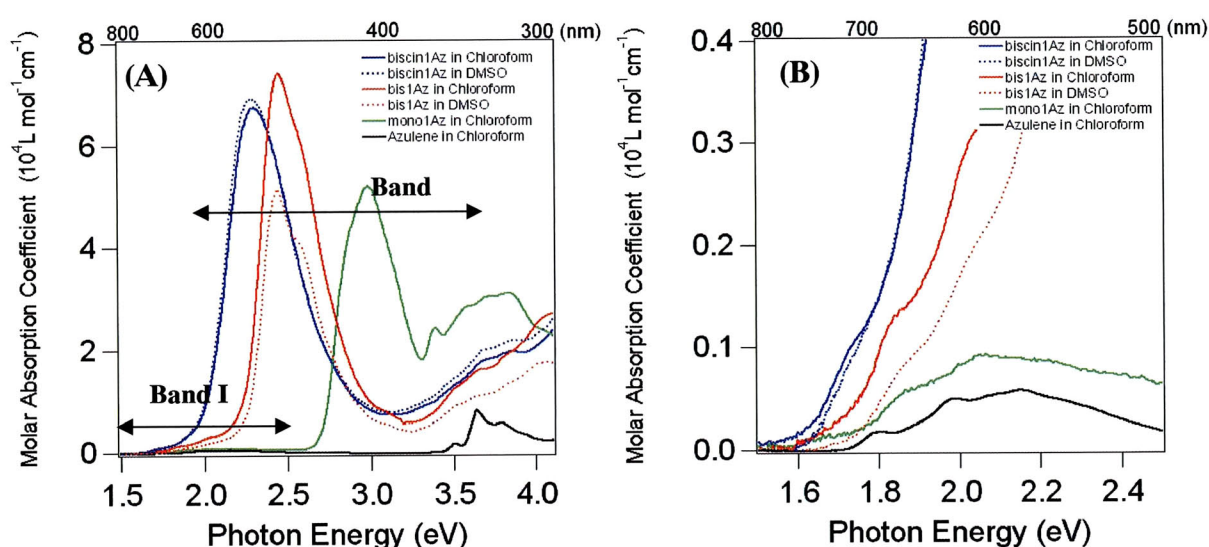 800 600 400 300 (nm)
8
6
4
2
0
Molar Absorption Coefficient (10⁴L mol⁻¹cm⁻¹)
(A)
biscin1Az in Chloroform
biscin1Az in DMSO
bis1Az in Chloroform
bis1Az in DMSO
mono1Az in Chloroform
Azulene in Chloroform
Band
Band I
1.5 2.0 2.5 3.0 3.5 4.0
Photon Energy (eV)
800 700 600 500 (nm)
0.4
0.3
0.2
0.1
0.0
Molar Absorption Coefficient (10⁴L mol⁻¹cm⁻¹)
(B)
biscin1Az in Chloroform
biscin1Az in DMSO
bis1Az in Chloroform
bis1Az in DMSO
mono1Az in Chloroform
Azulene in Chloroform
1.6 1.8 2.0 2.2 2.4
Photon Energy (eV)